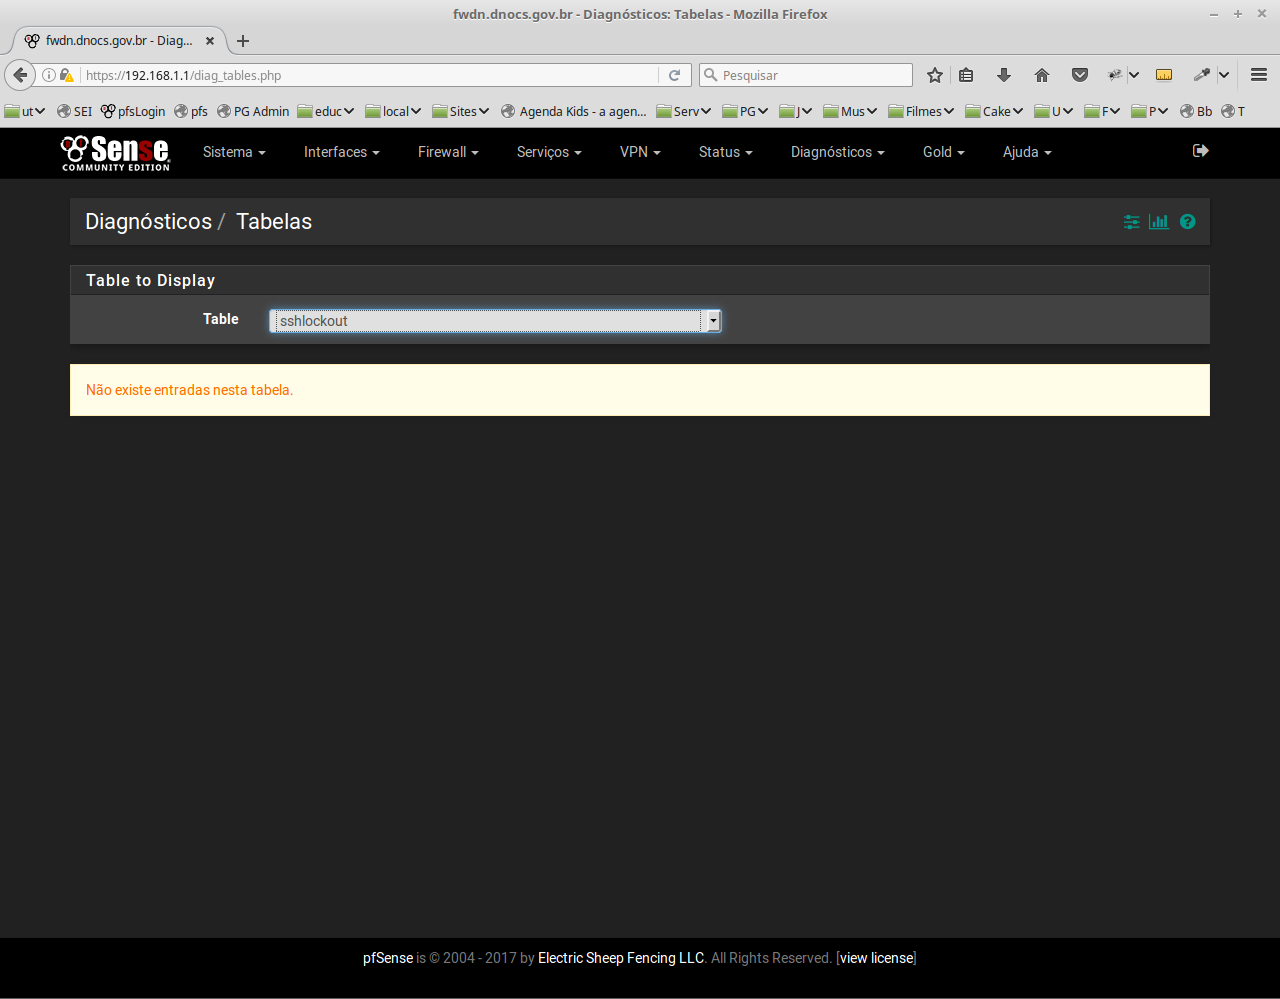 fwdn.dnocs.gov.br - Diagnósticos: Tabelas - Mozilla Firefox
fwdn.dnocs.gov.br - Diag...
https://192.168.1.1/diag_tables.php
Pesquisar
ut SEI pfsLogin pfs PG Admin educ local Sites Agenda Kids - a agen... Serv PG J Mus Filmes Cake U F P Bb T
Sense
COMMUNITY EDITION
Sistema Interfaces Firewall Serviços VPN Status Diagnósticos Gold Ajuda
Diagnósticos / Tabelas
Table to Display
Table sshlockout
Não existe entradas nesta tabela.
pfSense is © 2004 - 2017 by Electric Sheep Fencing LLC. All Rights Reserved. [view license]